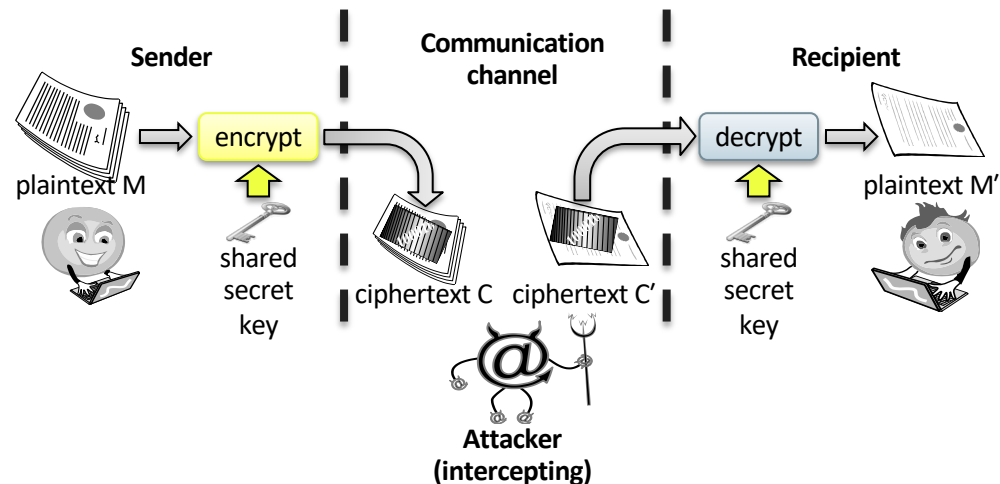 Sender
Communication
channel
Recipient
encrypt
decrypt
plaintext M
plaintext M′
shared
secret
key
ciphertext C
ciphertext C′
shared
secret
key
@
Attacker
(intercepting)